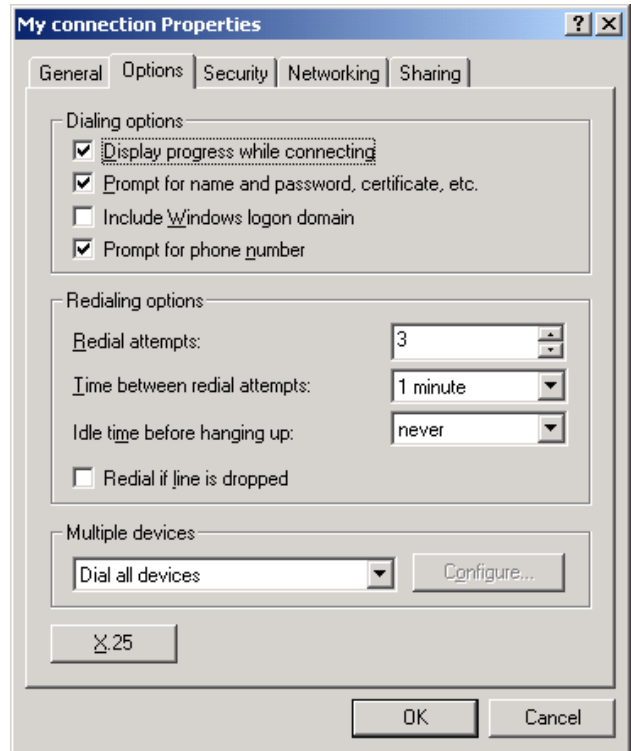 My connection Properties
General Options Security Networking Sharing
Dialing options
Display progress while connecting
Prompt for name and password, certificate, etc.
Include Windows logon domain
Prompt for phone number
Redialing options
Redial attempts: 3
Time between redial attempts: 1 minute
Idle time before hanging up: never
Redial if line is dropped
Multiple devices
Dial all devices Configure...
X.25
OK Cancel